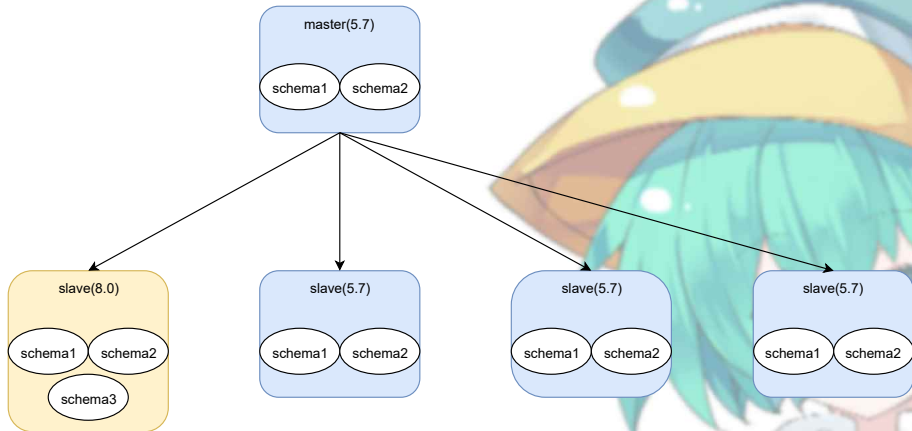 master(5.7)
schema1 schema2
slave(8.0)
schema1 schema2
schema3
slave(5.7)
schema1 schema2
slave(5.7)
schema1 schema2
slave(5.7)
schema1 schema2